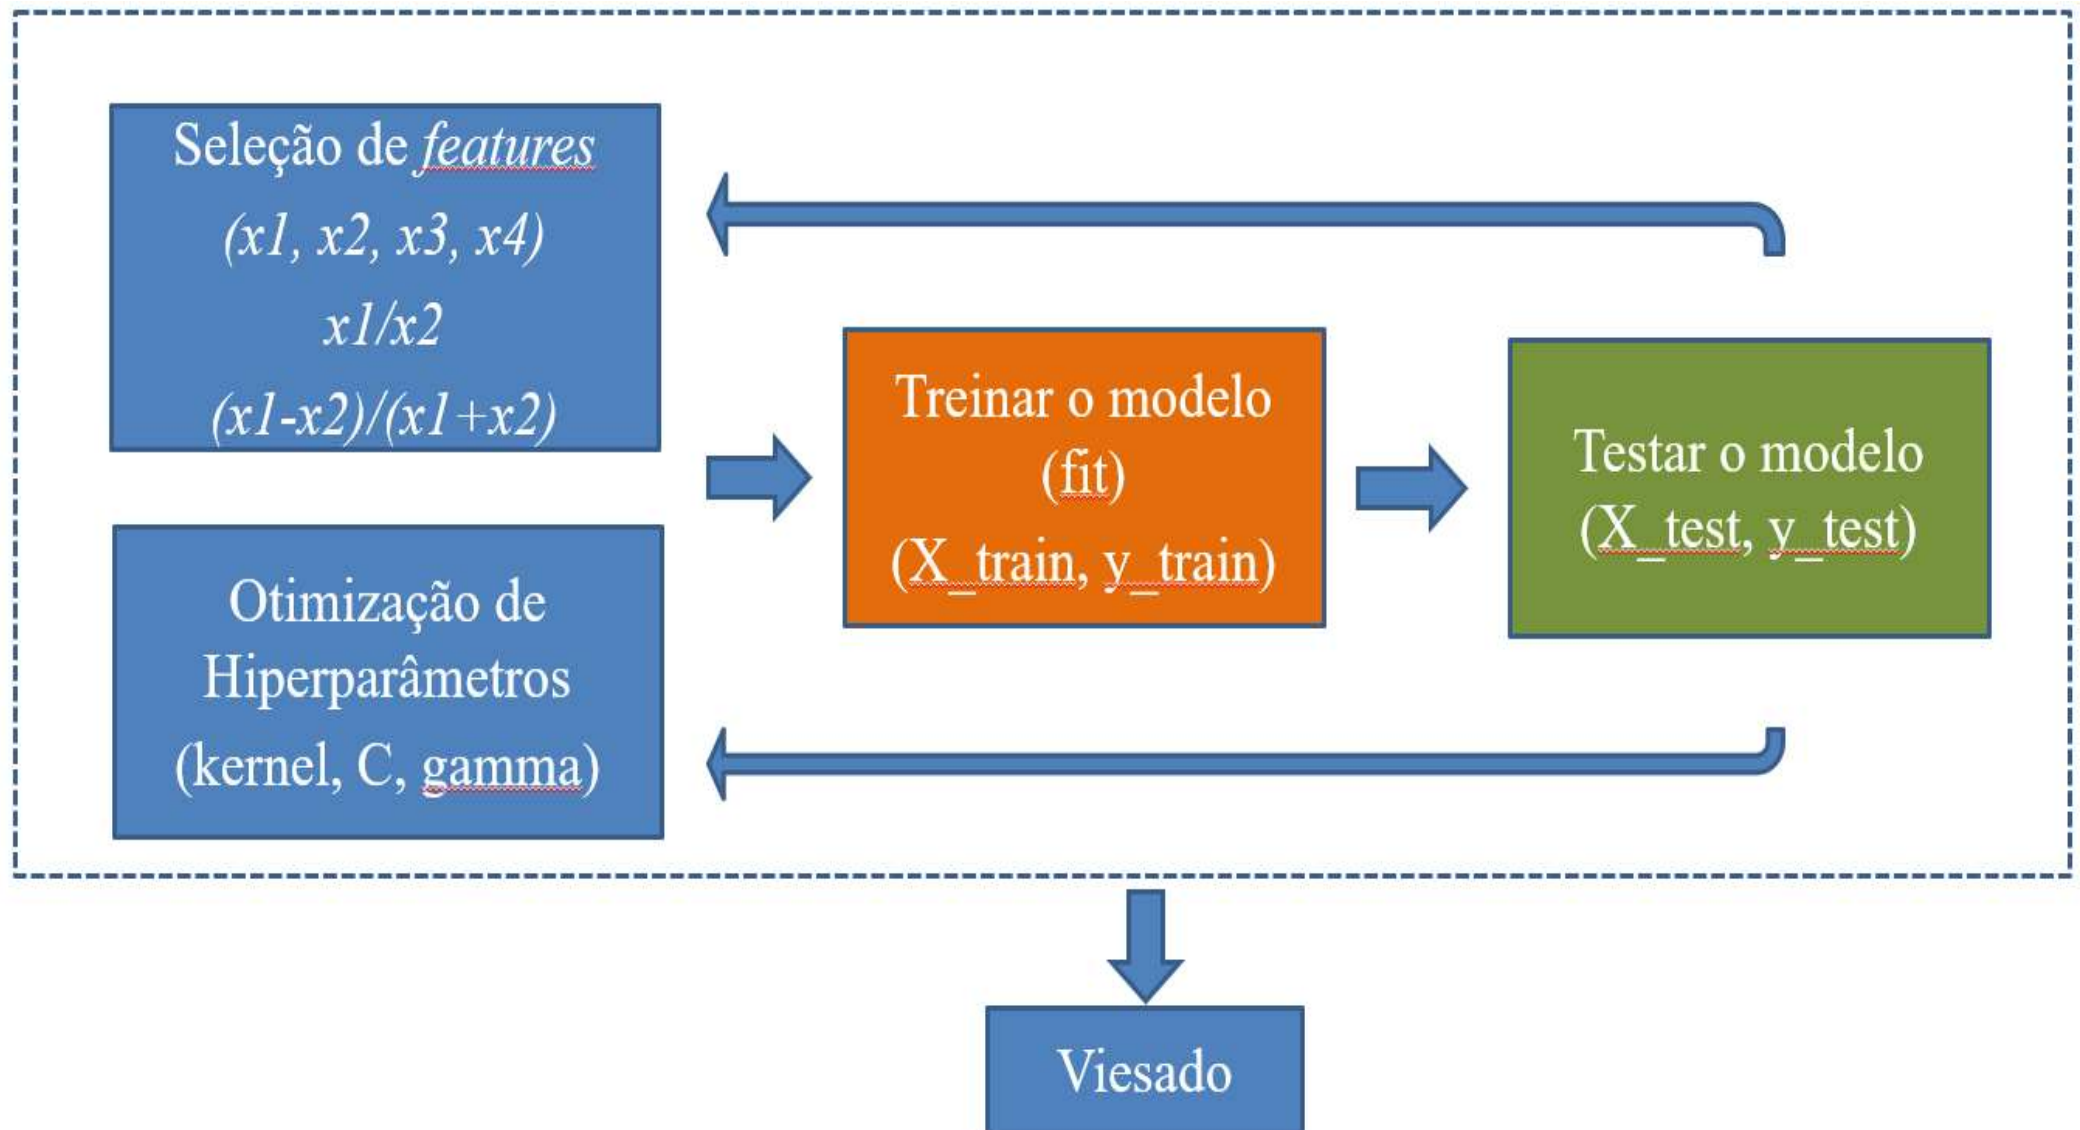 Seleção de features
(x1, x2, x3, x4)
x1/x2
(x1-x2)/(x1+x2)
Otimização de
Hiperparâmetros
(kernel, C, gamma)
Treinar o modelo
(fit)
(X_train, y_train)
Testar o modelo
(X_test, y_test)
Viesado